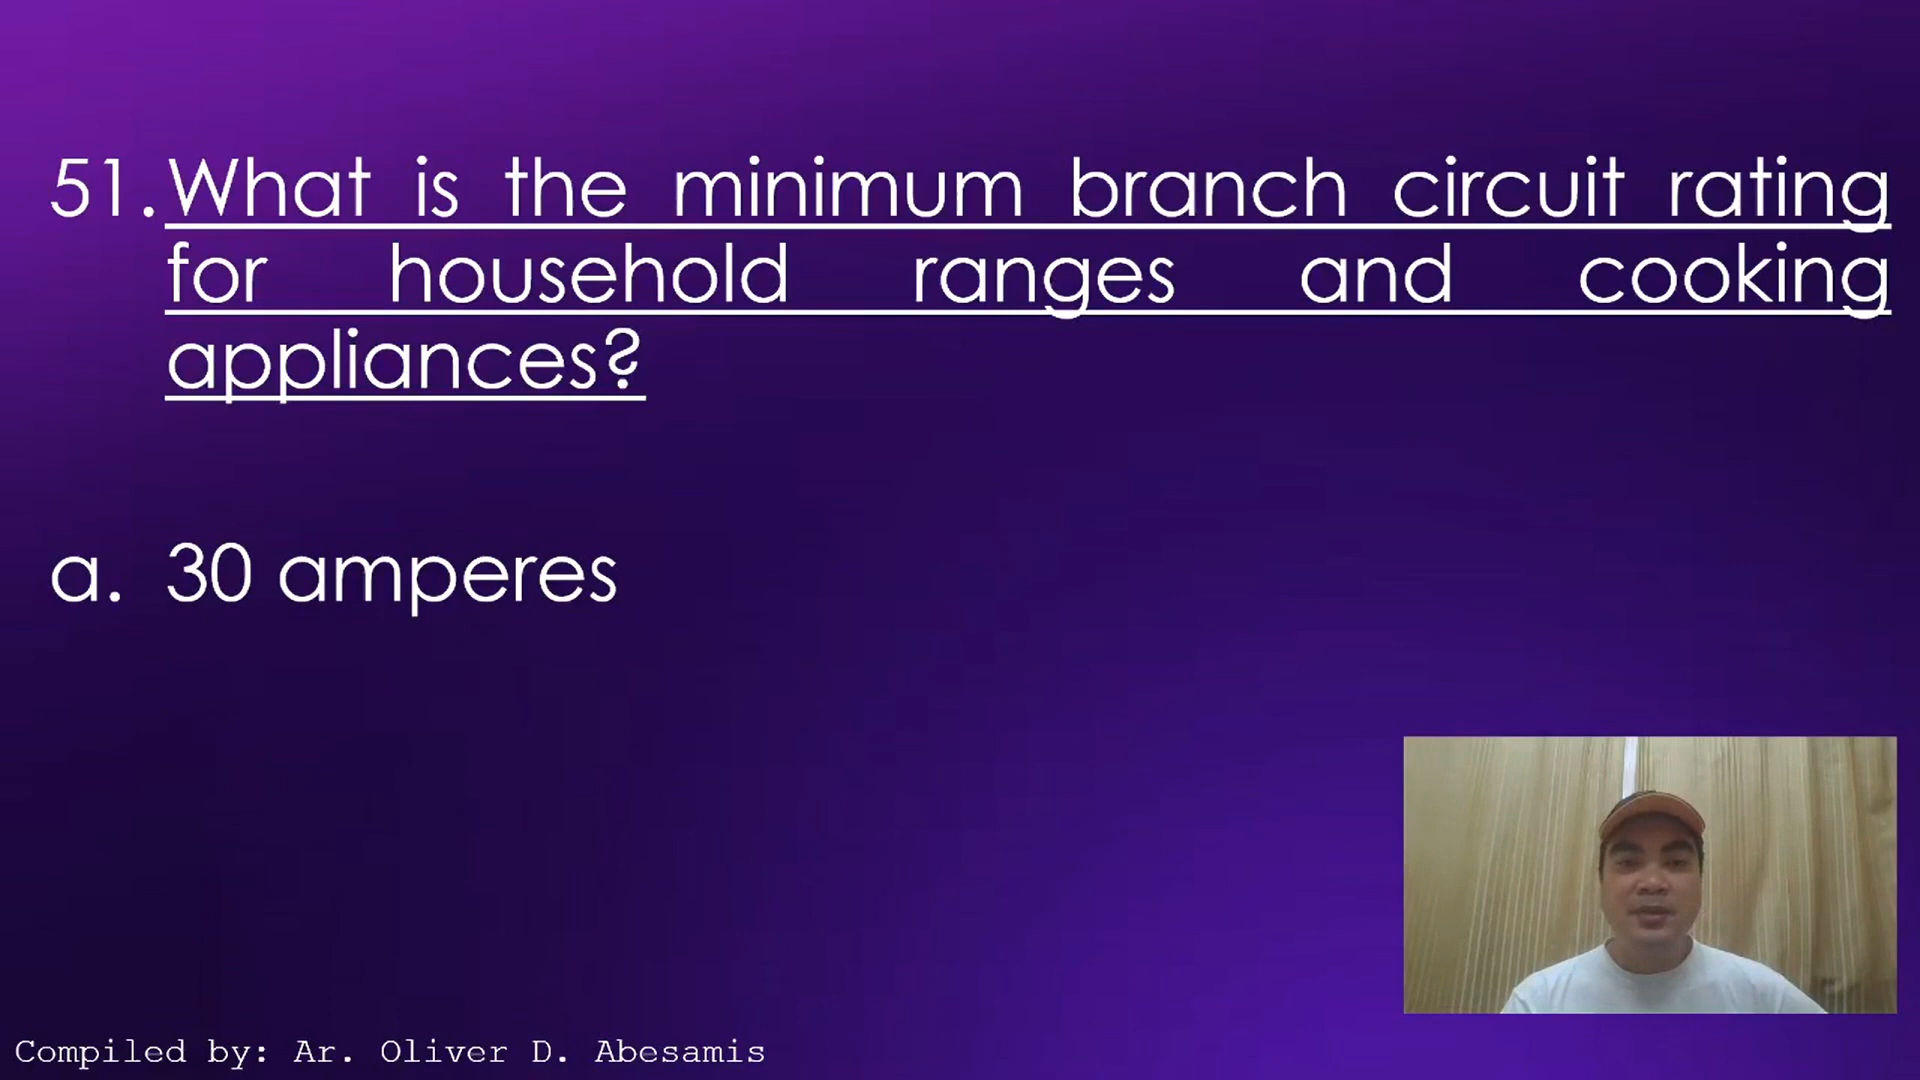 51. What is the minimum branch circuit rating
for household ranges and cooking
appliances?
a. 30 amperes
Compiled by: Ar. Oliver D. Abesamis